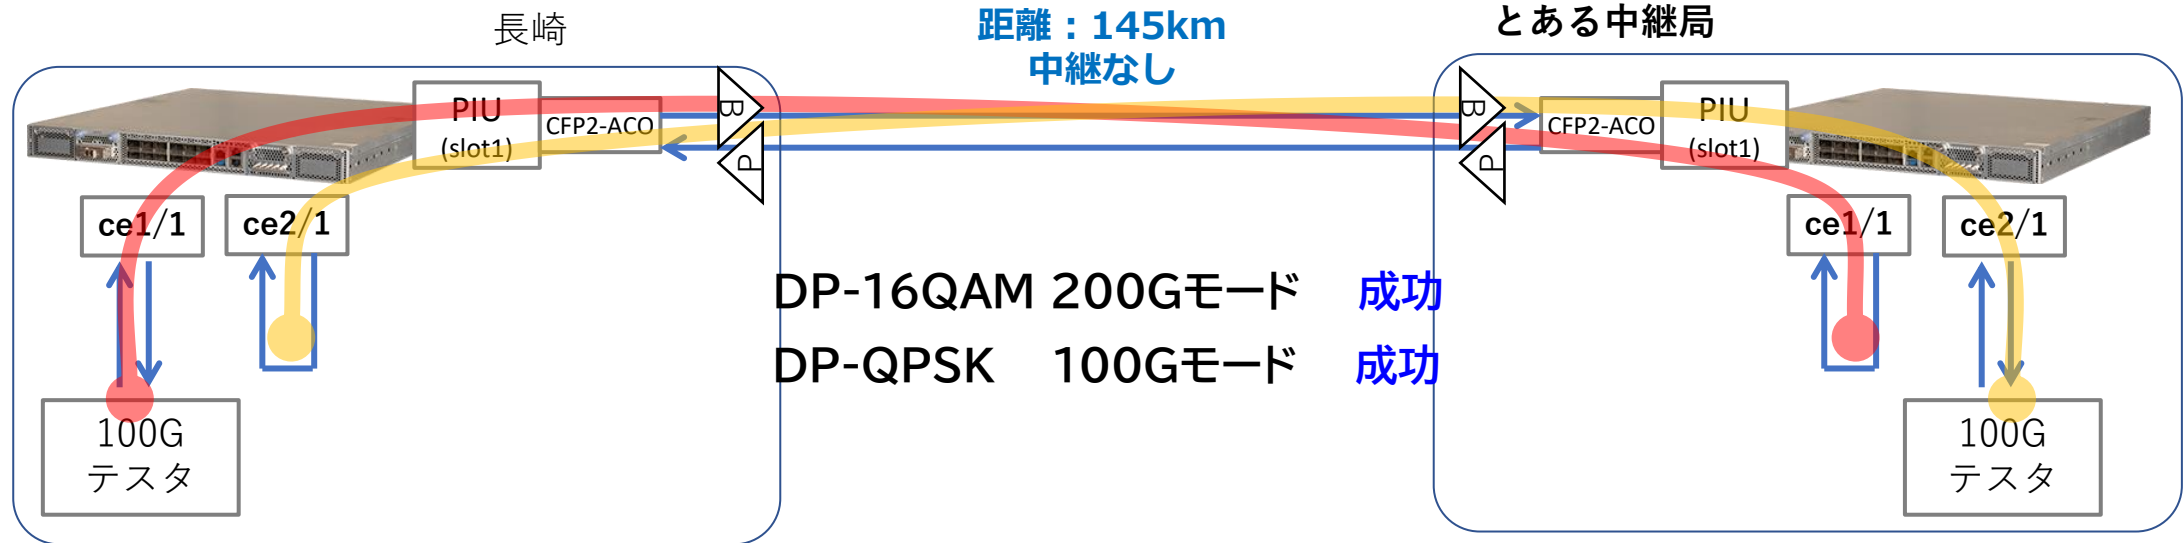 長崎
距離：145km
中継なし
とある中継局
PIU
(slot1)
CFP2-ACO
B
P
B
P
CFP2-ACO
PIU
(slot1)
ce1/1
ce2/1
ce1/1
ce2/1
DP-16QAM 200Gモード 成功
DP-QPSK 100Gモード 成功
100G
テスタ
100G
テスタ